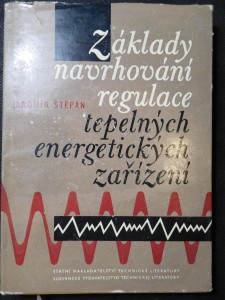 Základy
navrhování
regulace
JAROMÍR ŠTĚPÁN
tepelných
energetických
zařízení
STÁTNÍ NAKLADATELSTVÍ TECHNICKÉ LITERATURY
SLOVENSKÉ VYDAVATEĽSTVO TECHNICKEJ LITERATÚRY